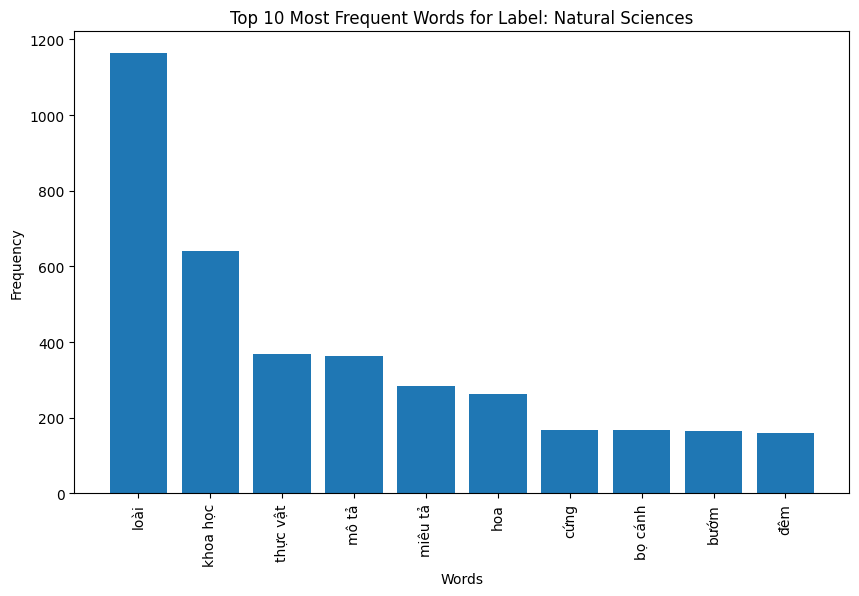 Top 10 Most Frequent Words for Label: Natural Sciences
1200
1000
800
600
400
200
0
Frequency
loài
khoa học
thực vật
mô tả
miêu tả
hoa
cứng
bọ cánh
bướm
đêm
Words